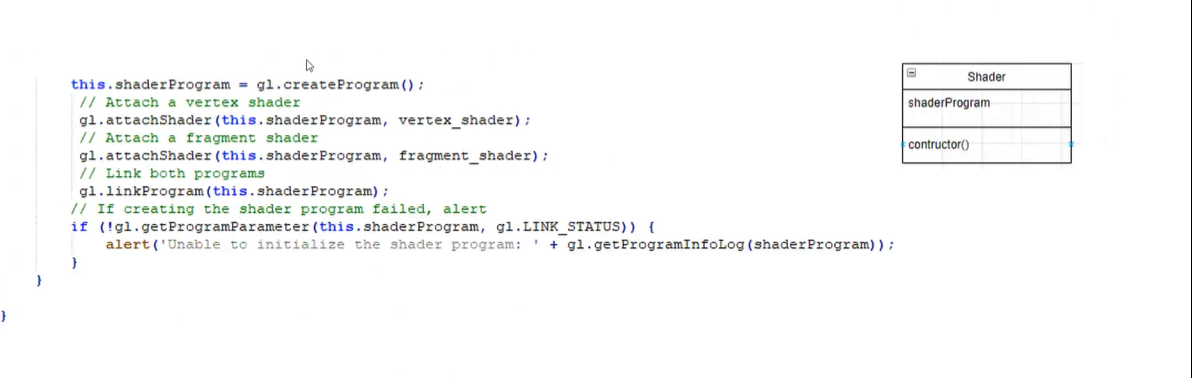 this.shaderProgram = gl.createProgram();
// Attach a vertex shader
gl.attachShader(this.shaderProgram, vertex_shader);
// Attach a fragment shader
gl.attachShader(this.shaderProgram, fragment_shader);
// Link both programs
gl.linkProgram(this.shaderProgram);
// If creating the shader program failed, alert
if (!gl.getProgramParameter(this.shaderProgram, gl.LINK_STATUS)) {
alert('Unable to initialize the shader program: ' + gl.getProgramInfoLog(shaderProgram));
}
}
}
Shader
shaderProgram
contructor()